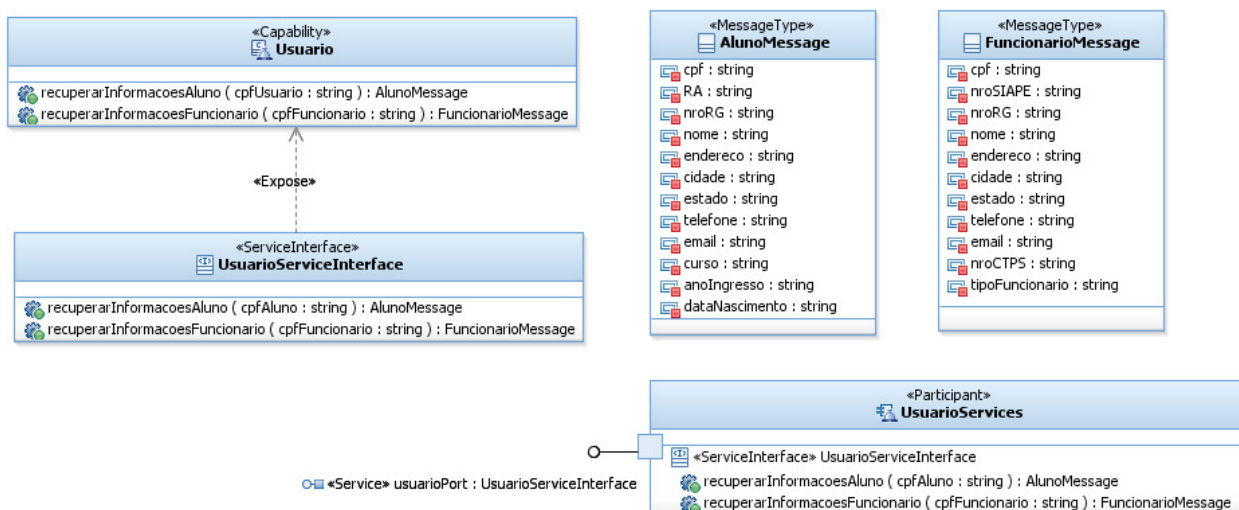 «Capability»
Usuario
recuperarInformacoesAluno ( cpfUsuario : string ) : AlunoMessage
recuperarInformacoesFuncionario ( cpfFuncionario : string ) : FuncionarioMessage
«Expose»
«ServiceInterface»
UsuarioServiceInterface
recuperarInformacoesAluno ( cpfAluno : string ) : AlunoMessage
recuperarInformacoesFuncionario ( cpfFuncionario : string ) : FuncionarioMessage
«MessageType»
AlunoMessage
cpf : string
RA : string
nroRG : string
nome : string
endereco : string
cidade : string
estado : string
telefone : string
email : string
curso : string
anoIngresso : string
dataNascimento : string
«MessageType»
FuncionarioMessage
cpf : string
nroSIAPE : string
nroRG : string
nome : string
endereco : string
cidade : string
estado : string
telefone : string
email : string
nroCTPS : string
tipoFuncionario : string
«Participant»
UsuarioServices
«ServiceInterface» UsuarioServiceInterface
recuperarInformacoesAluno ( cpfAluno : string ) : AlunoMessage
recuperarInformacoesFuncionario ( cpfFuncionario : string ) : FuncionarioMessage
«Service» usuarioPort : UsuarioServiceInterface